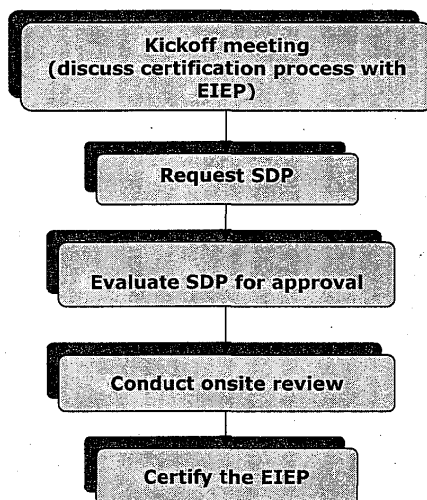 Kickoff meeting
(discuss certification process with
EIEP)
Request SDP
Evaluate SDP for approval
Conduct onsite review
Certify the EIEP